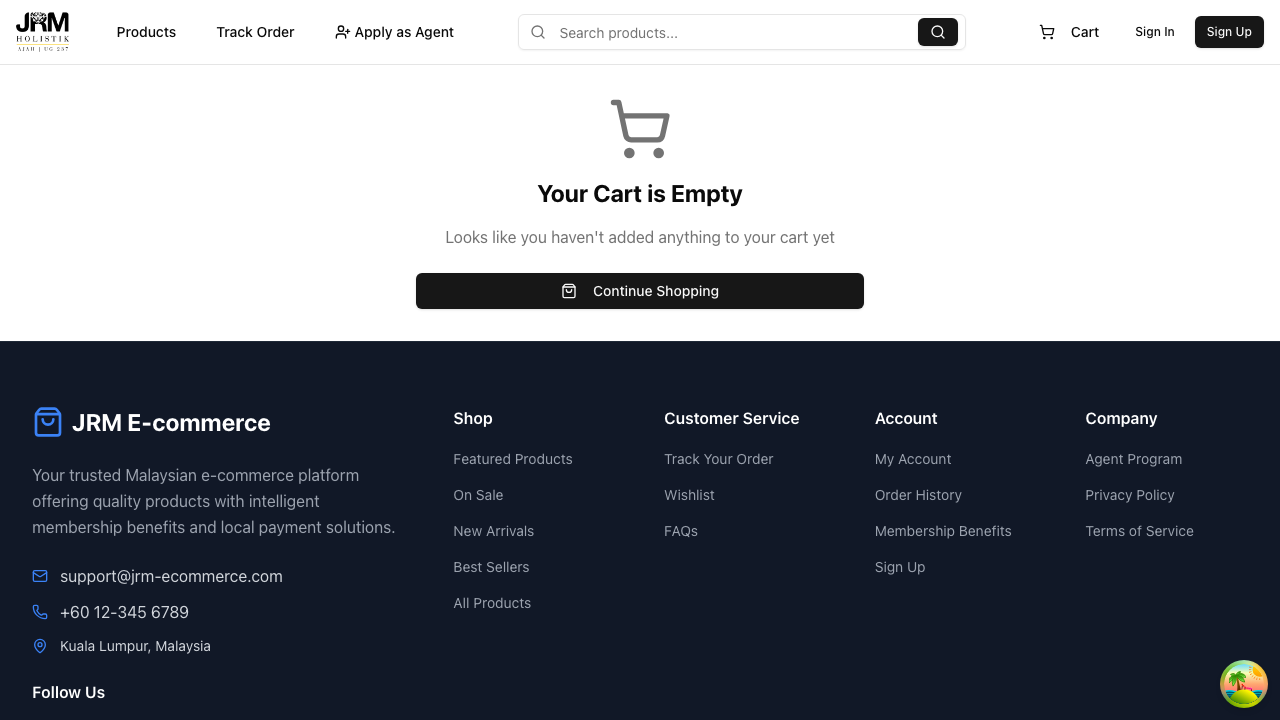 JRM
HOLISTIK
AJAH | UG 257
Products
Track Order
Apply as Agent
Search products...
Cart
Sign In
Sign Up
Your Cart is Empty
Looks like you haven't added anything to your cart yet
Continue Shopping
JRM E-commerce
Your trusted Malaysian e-commerce platform
offering quality products with intelligent
membership benefits and local payment solutions.
support@jrm-ecommerce.com
+60 12-345 6789
Kuala Lumpur, Malaysia
Follow Us
Shop
Featured Products
On Sale
New Arrivals
Best Sellers
All Products
Customer Service
Track Your Order
Wishlist
FAQs
Account
My Account
Order History
Membership Benefits
Sign Up
Company
Agent Program
Privacy Policy
Terms of Service